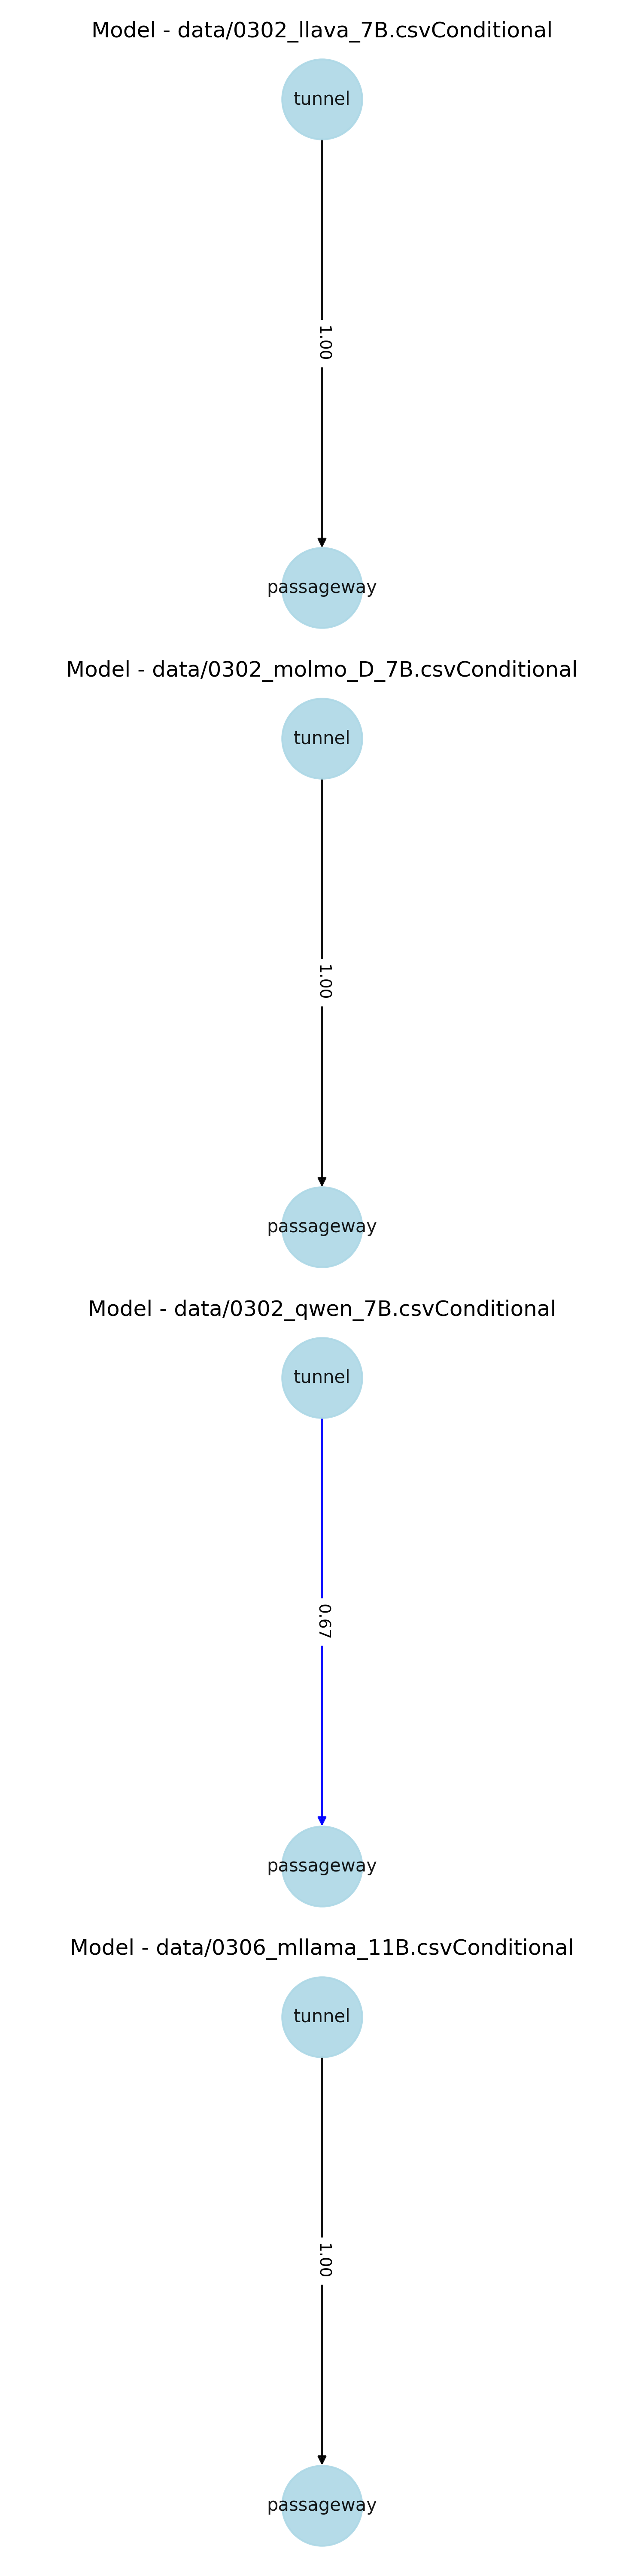 Model - data/0302_llava_7B.csvConditional
tunnel
1.00
passageway
Model - data/0302_molmo_D_7B.csvConditional
tunnel
1.00
passageway
Model - data/0302_qwen_7B.csvConditional
tunnel
0.67
passageway
Model - data/0306_mllama_11B.csvConditional
tunnel
1.00
passageway